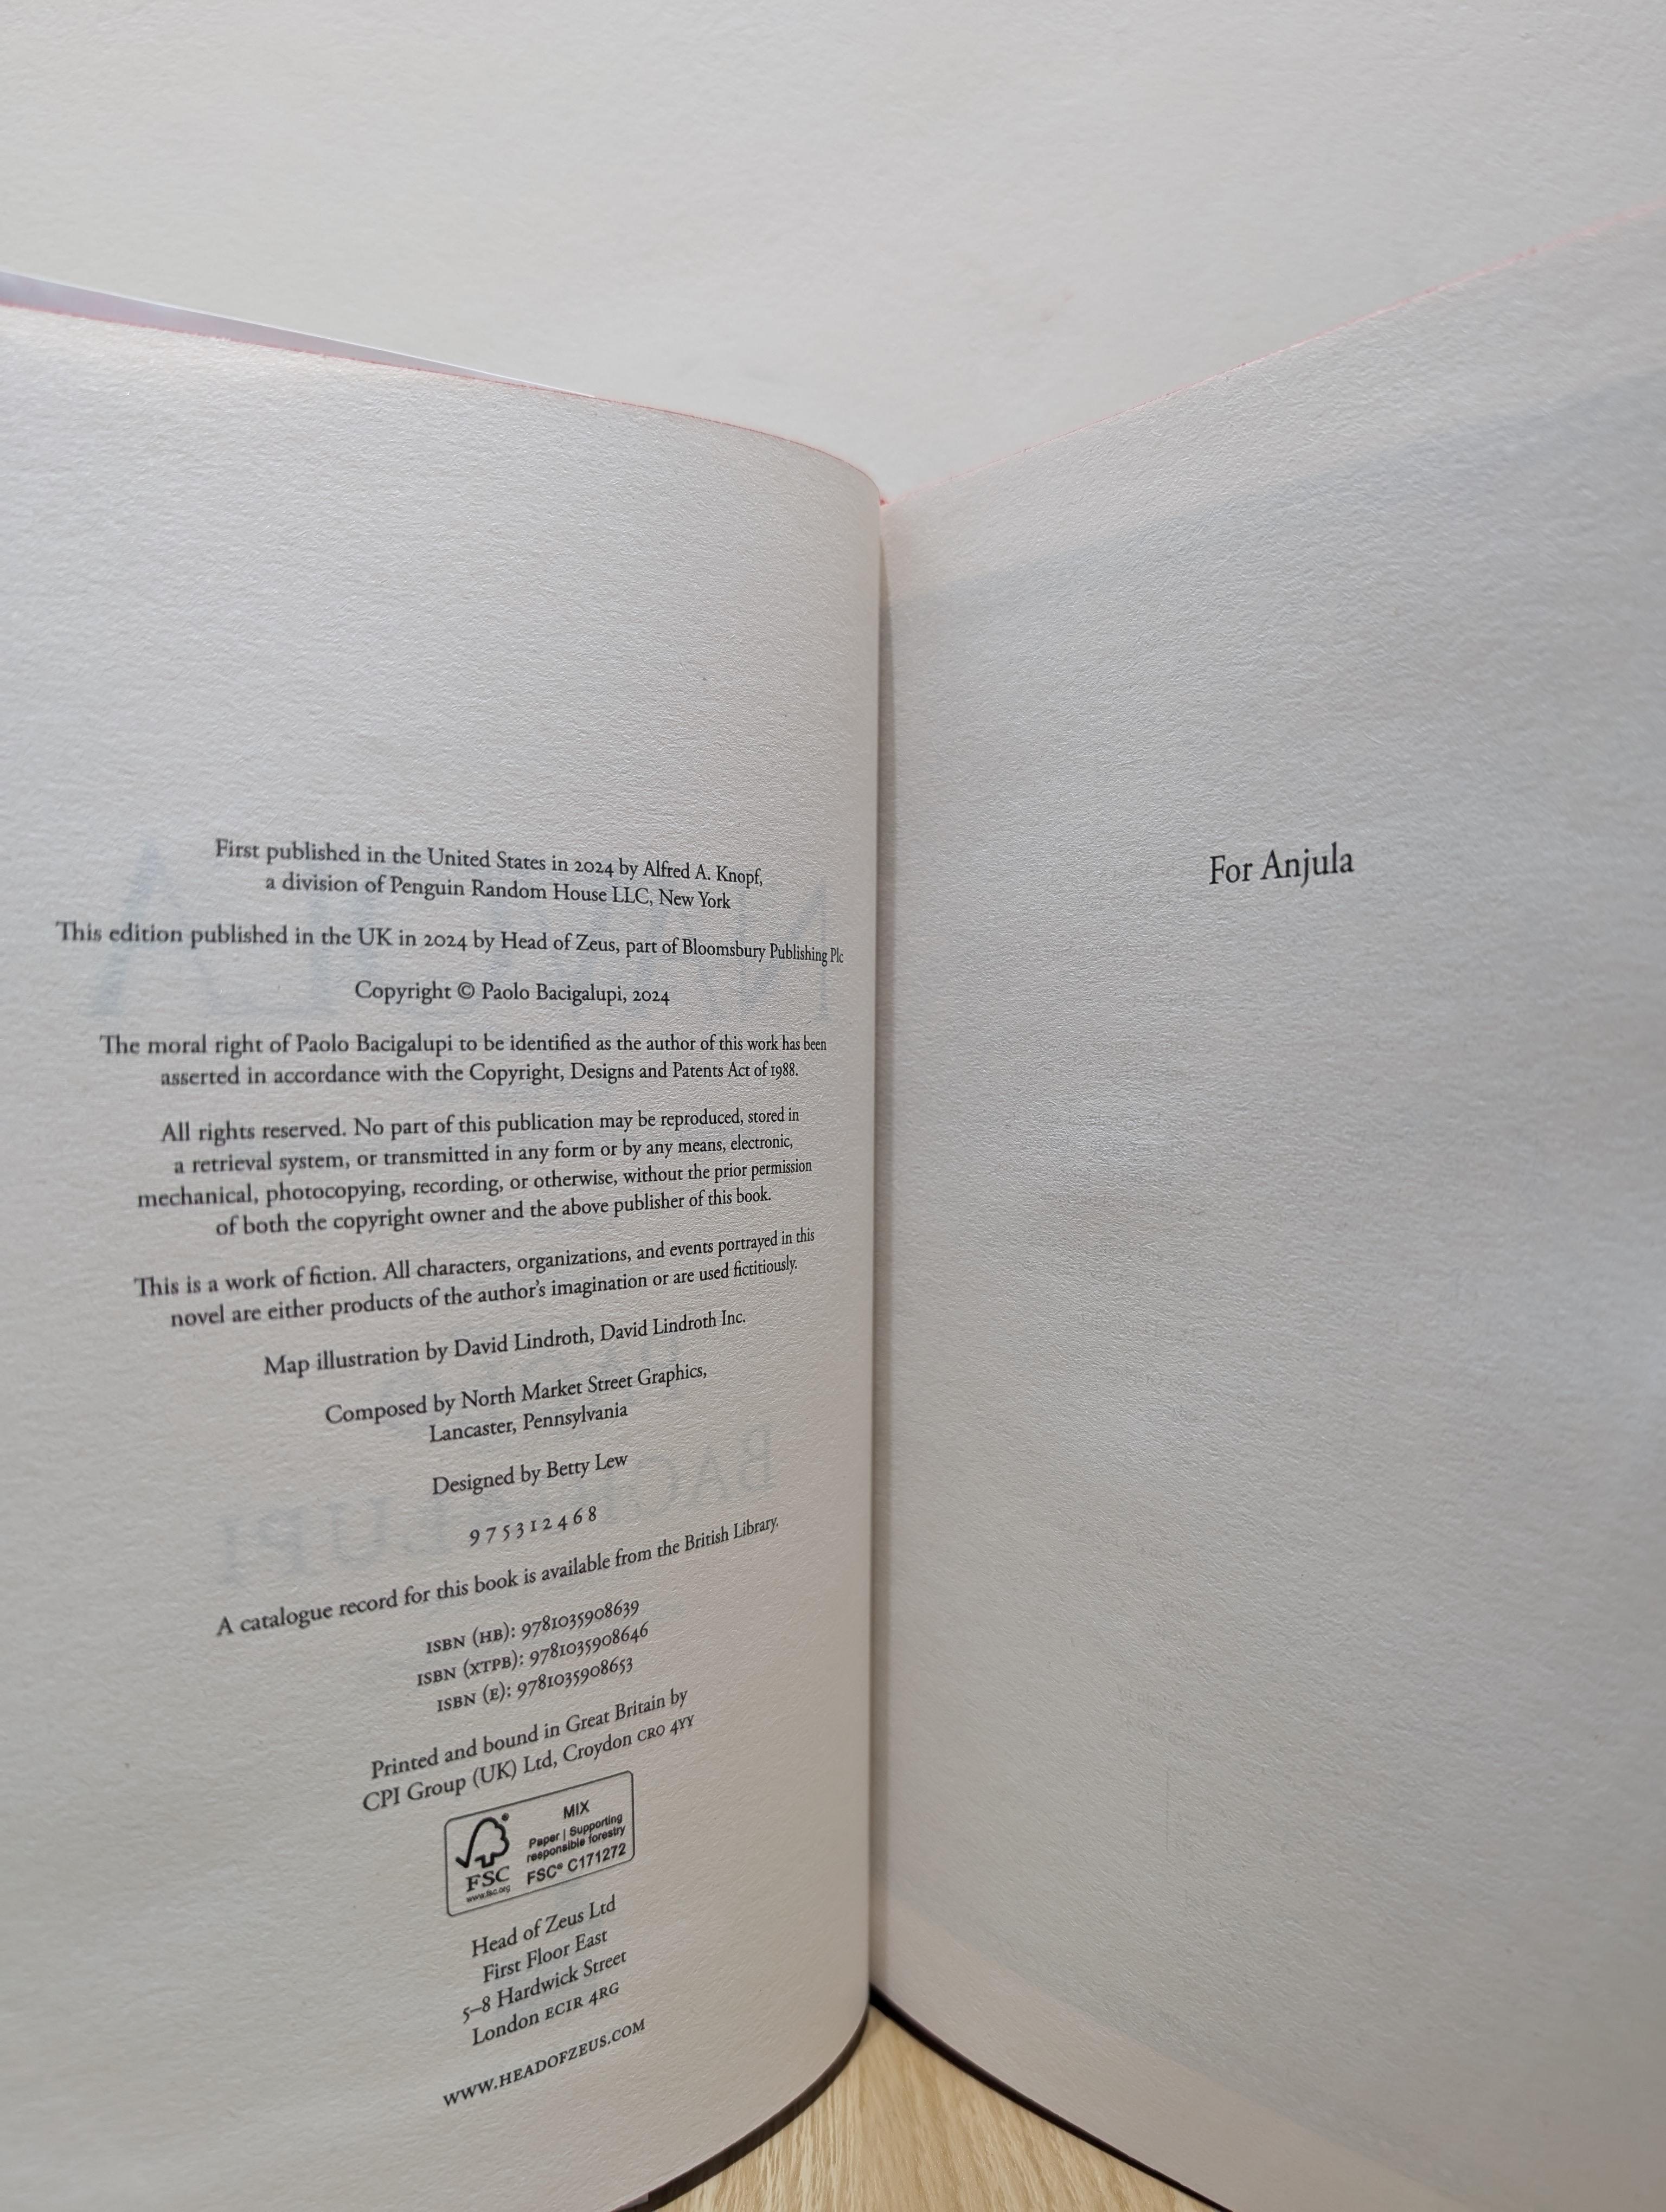 First published in the United States in 2024 by Alfred A. Knopf,
a division of Penguin Random House LLC, New York
This edition published in the UK in 2024 by Head of Zeus, part of Bloomsbury Publishing Plc
Copyright © Paolo Bacigalupi, 2024
The moral right of Paolo Bacigalupi to be identified as the author of this work has been
asserted in accordance with the Copyright, Designs and Patents Act of 1988.
All rights reserved. No part of this publication may be reproduced, stored in
a retrieval system, or transmitted in any form or by any means, electronic,
mechanical, photocopying, recording, or otherwise, without the prior permission
of both the copyright owner and the above publisher of this book.
This is a work of fiction. All characters, organizations, and events portrayed in this
novel are either products of the author's imagination or are used fictitiously.
Map illustration by David Lindroth, David Lindroth Inc.
Composed by North Market Street Graphics,
Lancaster, Pennsylvania
Designed by Betty Lew
9 7 5 3 1 2 4 6 8
A catalogue record for this book is available from the British Library.
ISBN (HB): 9781035908639
ISBN (XTPB): 9781035908646
ISBN (E): 9781035908653
Printed and bound in Great Britain by
CPI Group (UK) Ltd, Croydon CR0 4YY
FSC
www.fsc.org
MIX
Paper | Supporting
responsible forestry
FSC® C171272
Head of Zeus Ltd
First Floor East
5–8 Hardwick Street
London EC1R 4RG
WWW.HEADOFZEUS.COM
For Anjula